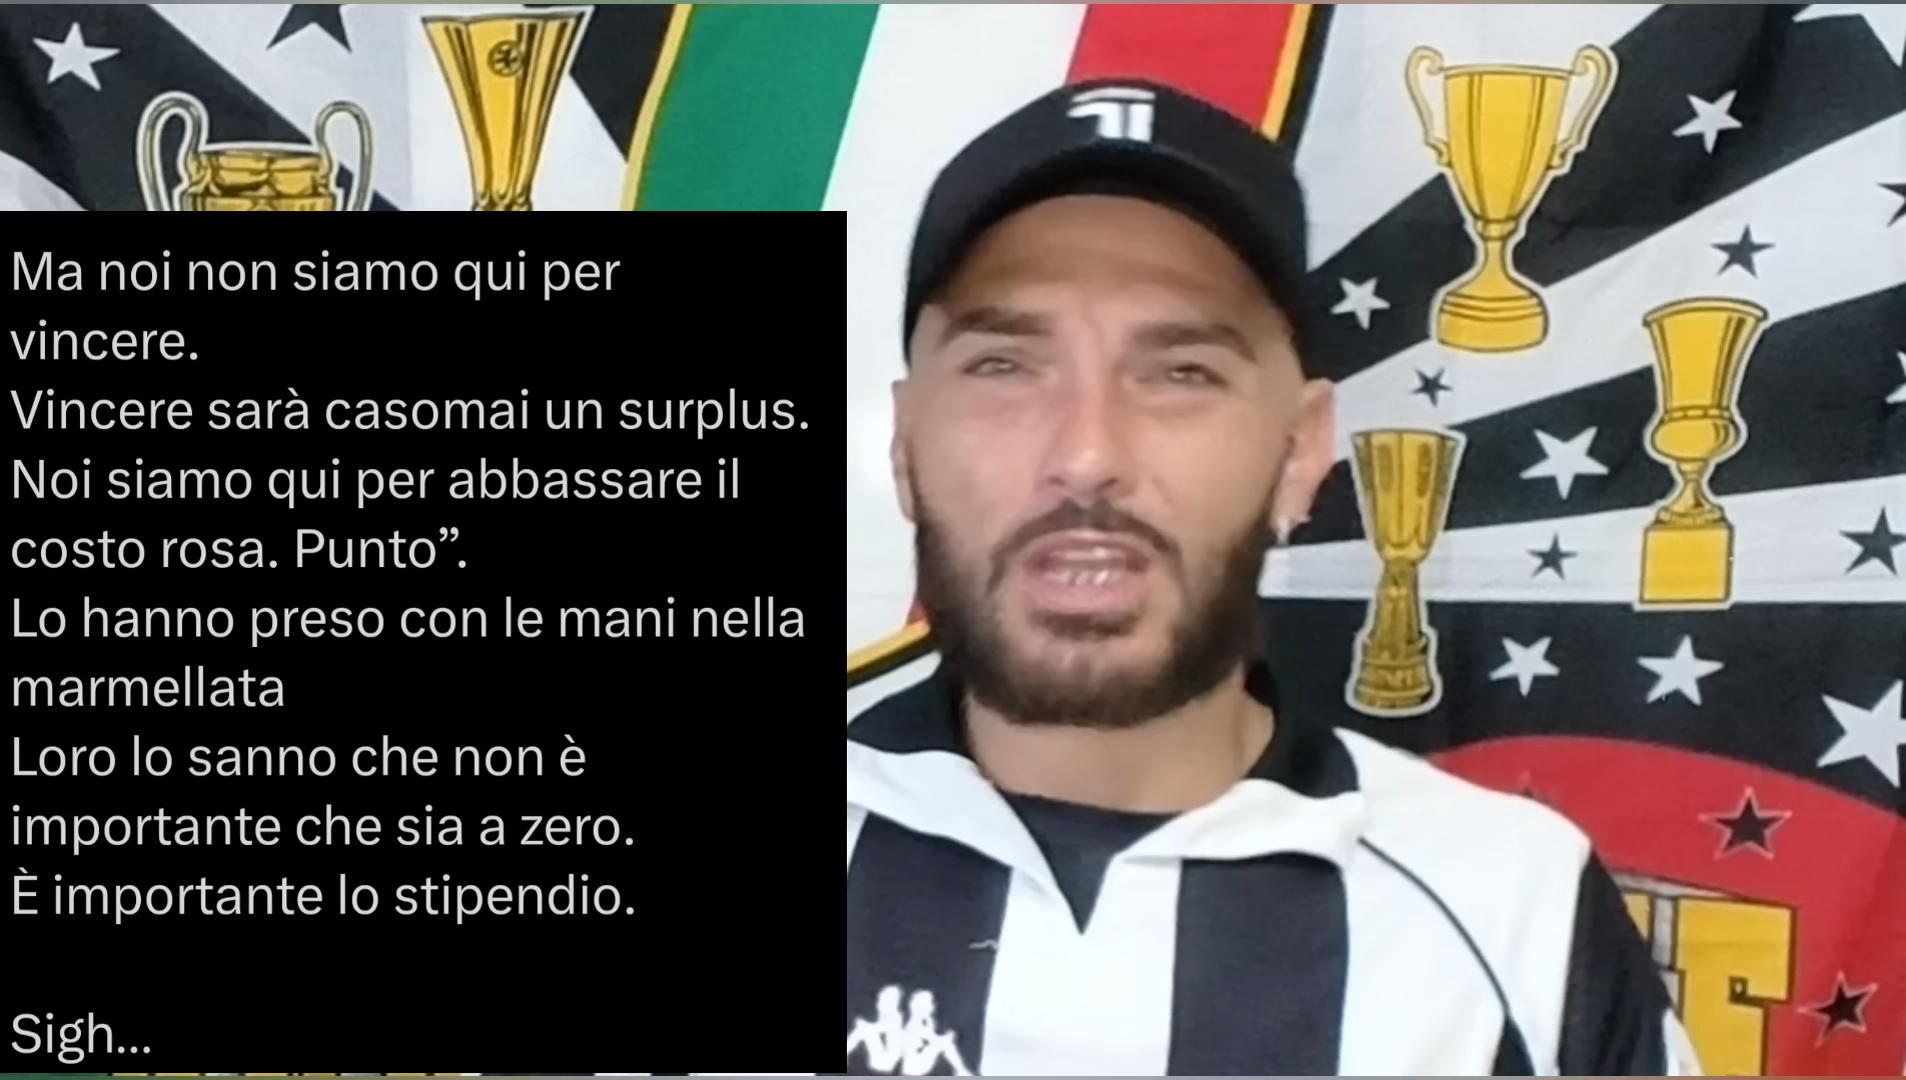 Ma noi non siamo qui per
vincere.
Vincere sarà casomai un surplus.
Noi siamo qui per abbassare il
costo rosa. Punto”.
Lo hanno preso con le mani nella
marmellata
Loro lo sanno che non è
importante che sia a zero.
È importante lo stipendio.
Sigh...